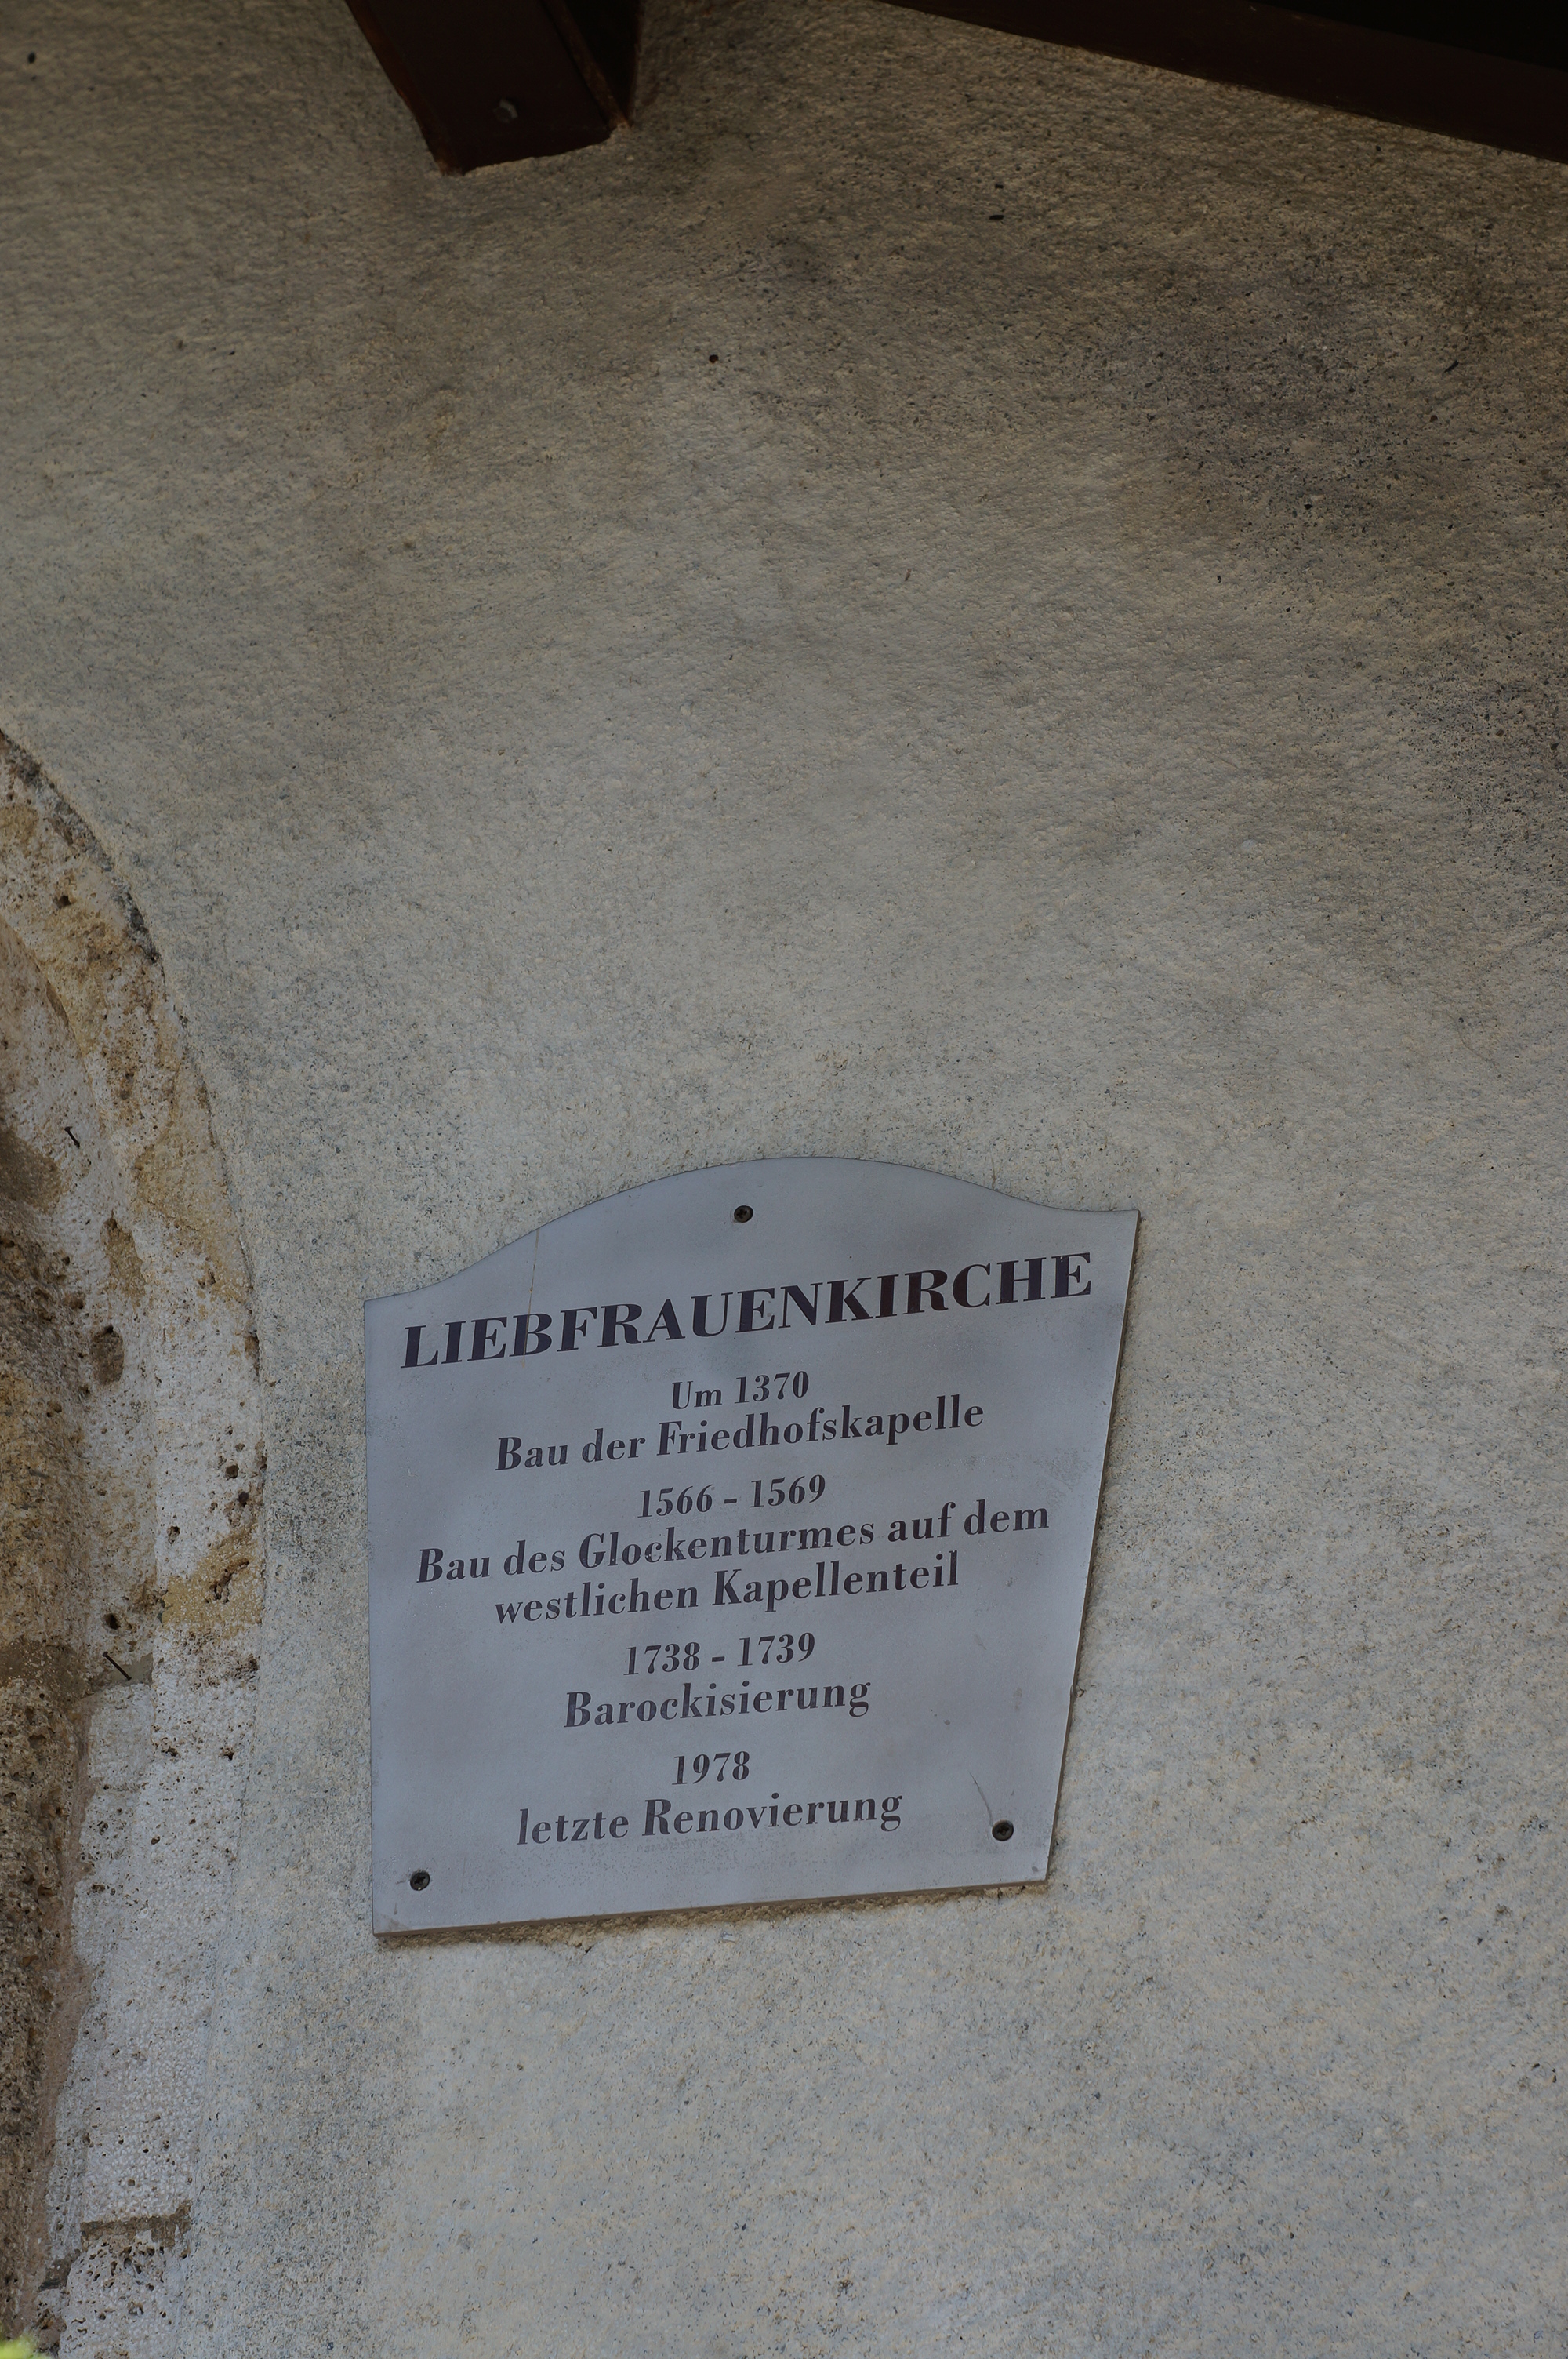 LIEBFRAUENKIRCHE
Um 1370
Bau der Friedhofskapelle
1566 - 1569
Bau des Glockenturmes auf dem
westlichen Kapellenteil
1738 - 1739
Barockisierung
1978
letzte Renovierung